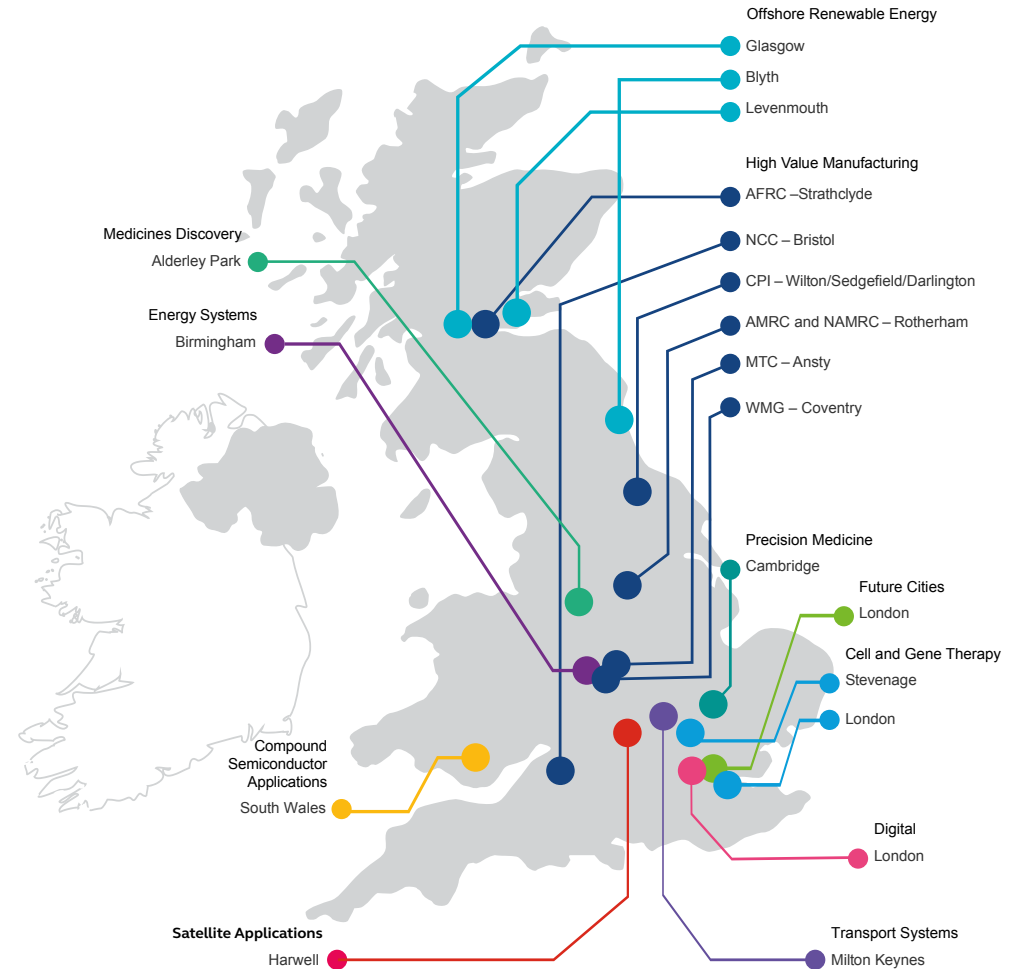 Offshore Renewable Energy
Glasgow
Blyth
Levenmouth
High Value Manufacturing
AFRC –Strathclyde
NCC – Bristol
CPI – Wilton/Sedgefield/Darlington
AMRC and NAMRC – Rotherham
MTC – Ansty
WMG – Coventry
Medicines Discovery
Alderley Park
Energy Systems
Birmingham
Precision Medicine
Cambridge
Future Cities
London
Cell and Gene Therapy
Stevenage
London
Compound
Semiconductor
Applications
South Wales
Digital
London
Satellite Applications
Harwell
Transport Systems
Milton Keynes